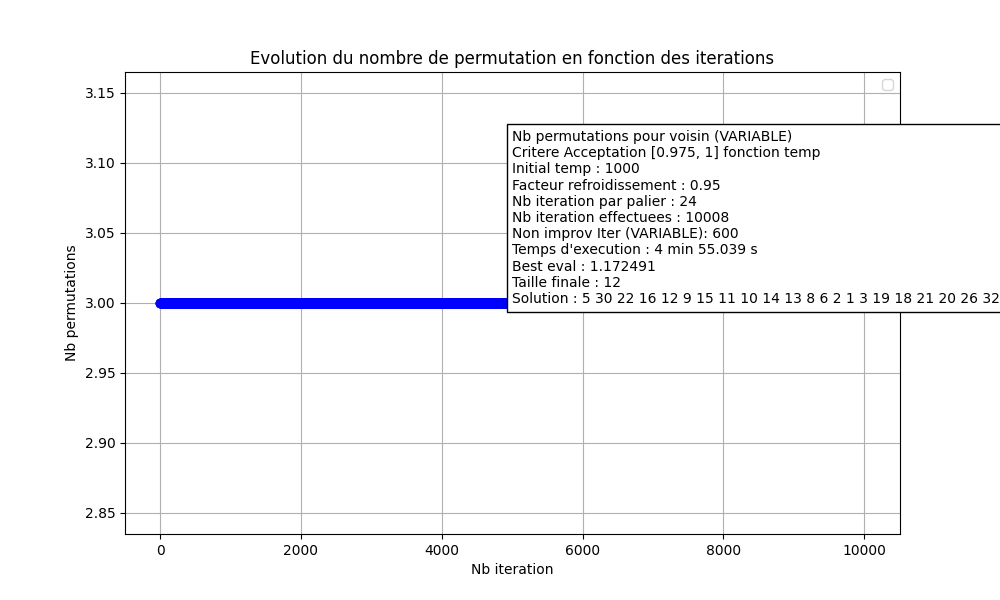 Evolution du nombre de permutation en fonction des iterations
3.15
3.10
3.05
3.00
2.95
2.90
2.85
Nb permutations
Nb permutations pour voisin (VARIABLE)
Critere Acceptation [0.975, 1] fonction temp
Initial temp : 1000
Facteur refroidissement : 0.95
Nb iteration par palier : 24
Nb iteration effectuees : 10008
Non improv Iter (VARIABLE): 600
Temps d'execution : 4 min 55.039 s
Best eval : 1.172491
Taille finale : 12
Solution : 5 30 22 16 12 9 15 11 10 14 13 8 6 2 1 3 19 18 21 20 26 32
0 2000 4000 6000 8000 10000
Nb iteration